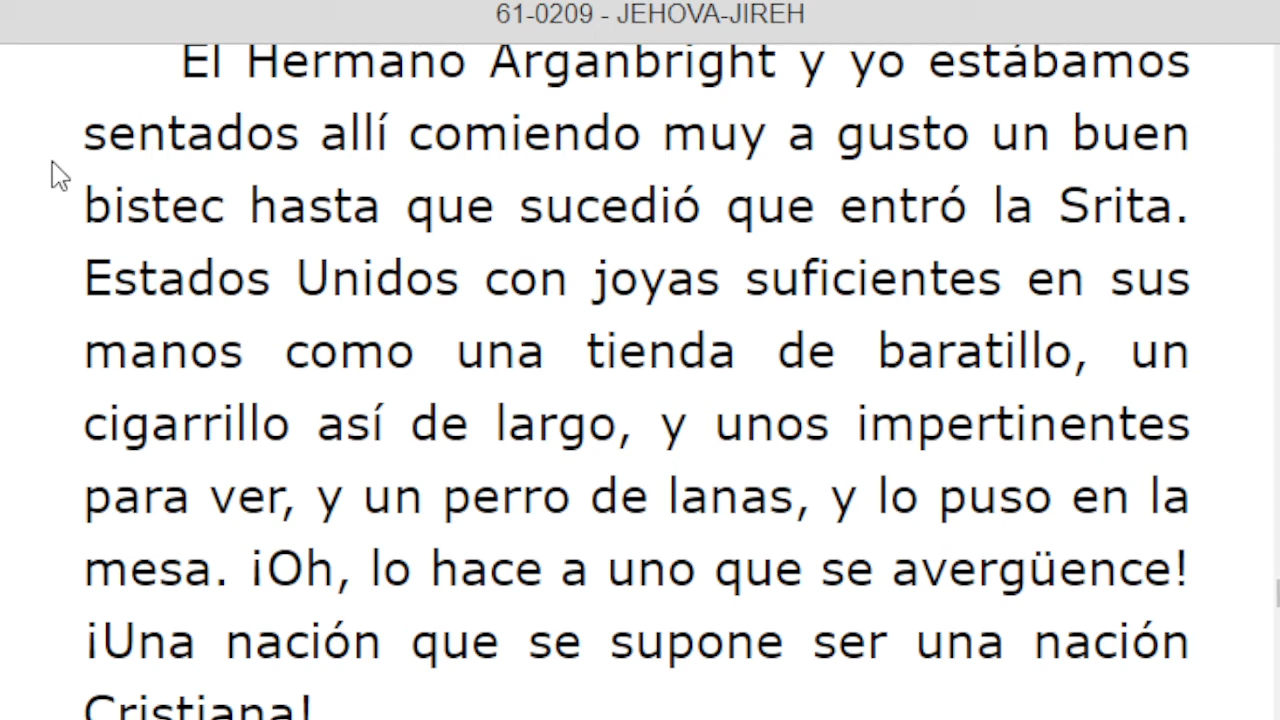 61-0209 - JEHOVA-JIREH
El Hermano Arganbright y yo estábamos
sentados allí comiendo muy a gusto un buen
bistec hasta que sucedió que entró la Srita.
Estados Unidos con joyas suficientes en sus
manos como una tienda de baratillo, un
cigarrillo así de largo, y unos impertinentes
para ver, y un perro de lanas, y lo puso en la
mesa. ¡Oh, lo hace a uno que se avergüence!
¡Una nación que se supone ser una nación
Cristiana!